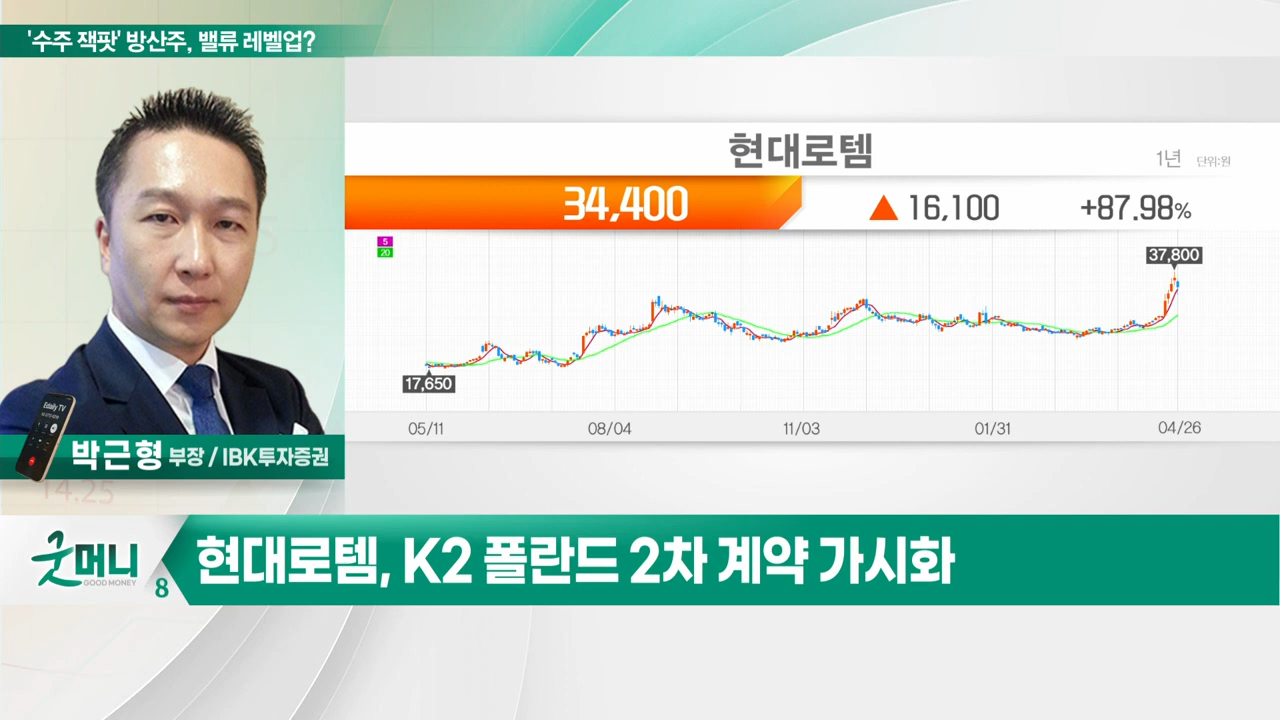 '수주 잭팟' 방산주, 밸류 레벨업?
현대로템
1년 단위:원
34,400 ▲ 16,100 +87.98%
5
20
37,800
17,650
05/11 08/04 11/03 01/31 04/26
Edaily TV
박근형 부장 / IBK투자증권
14.25
굿머니
GOOD MONEY
8
현대로템, K2 폴란드 2차 계약 가시화